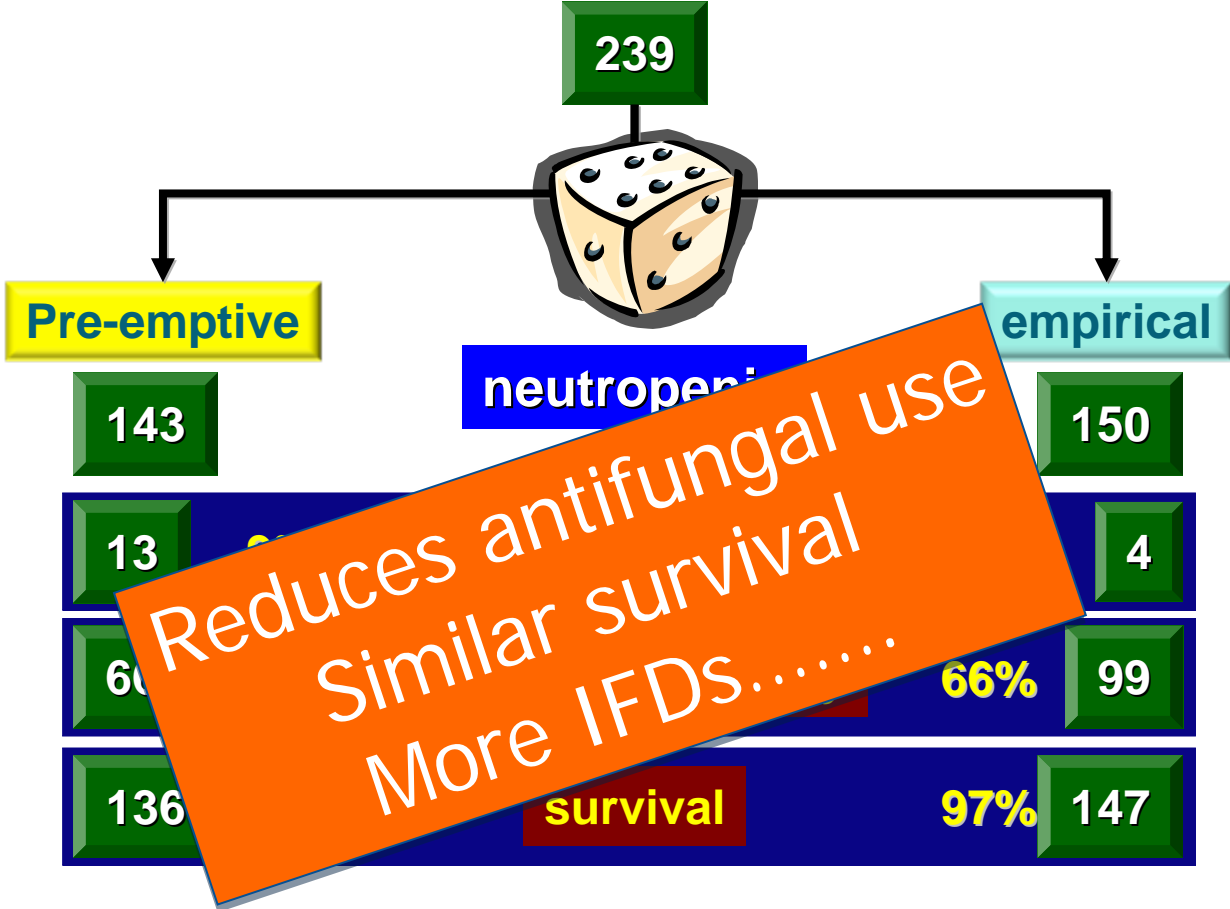 239
Pre-emptive
empirical
143
150
13
4
66% 99
136 survival 97% 147
Reduces antifungal use
Similar survival
More IFDs......